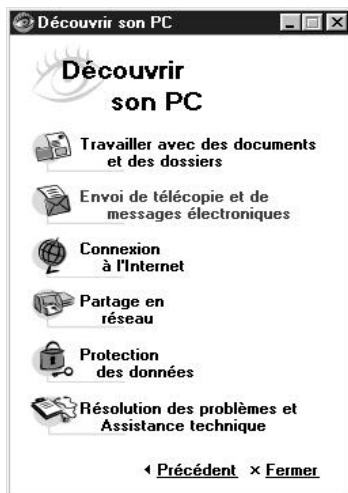 Découvrir son PC
Découvrir
son PC
Travailler avec des documents
et des dossiers
Envoi de télécopie et de
messages électroniques
Connexion
à l'Internet
Partage en
réseau
Protection
des données
Résolution des problèmes et
Assistance technique
Précédent × Fermer